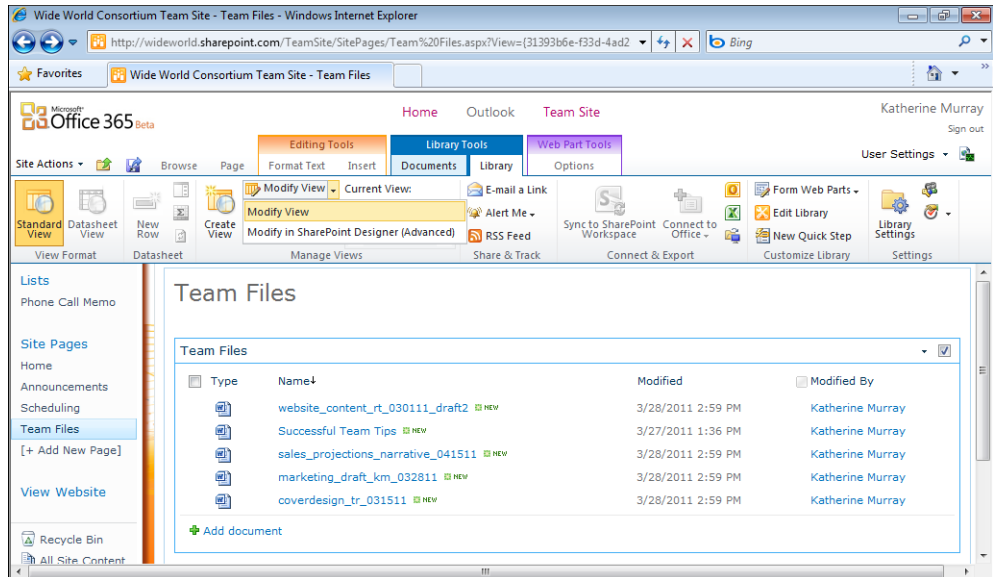 Wide World Consortium Team Site - Team Files - Windows Internet Explorer
http://wideworld.sharepoint.com/TeamSite/SitePages/Team%20Files.aspx?View={31393b6e-f33d-4ad2
Bing
Favorites
Wide World Consortium Team Site - Team Files
Microsoft
Office 365 Beta
Home Outlook Team Site
Katherine Murray
Sign out
Editing Tools Library Tools Web Part Tools
User Settings
Site Actions Browse Page Format Text Insert Documents Library Options
Modify View Current View: E-mail a Link Form Web Parts
Modify View Alert Me Edit Library
Modify in SharePoint Designer (Advanced) RSS Feed New Quick Step
Standard View Datasheet View New Row Create View Sync to SharePoint Workspace Connect to Office Library Settings
View Format Datasheet Manage Views Share & Track Connect & Export Customize Library Settings
Lists
Phone Call Memo
Site Pages
Home
Announcements
Scheduling
Team Files
[+ Add New Page]
View Website
Recycle Bin
All Site Content
Team Files
Team Files
Type Name Modified Modified By
website_content_rt_030111_draft2 NEW 3/28/2011 2:59 PM Katherine Murray
Successful Team Tips NEW 3/27/2011 1:36 PM Katherine Murray
sales_projections_narrative_041511 NEW 3/28/2011 2:59 PM Katherine Murray
marketing_draft_km_032811 NEW 3/28/2011 2:59 PM Katherine Murray
coverdesign_tr_031511 NEW 3/28/2011 2:59 PM Katherine Murray
Add document